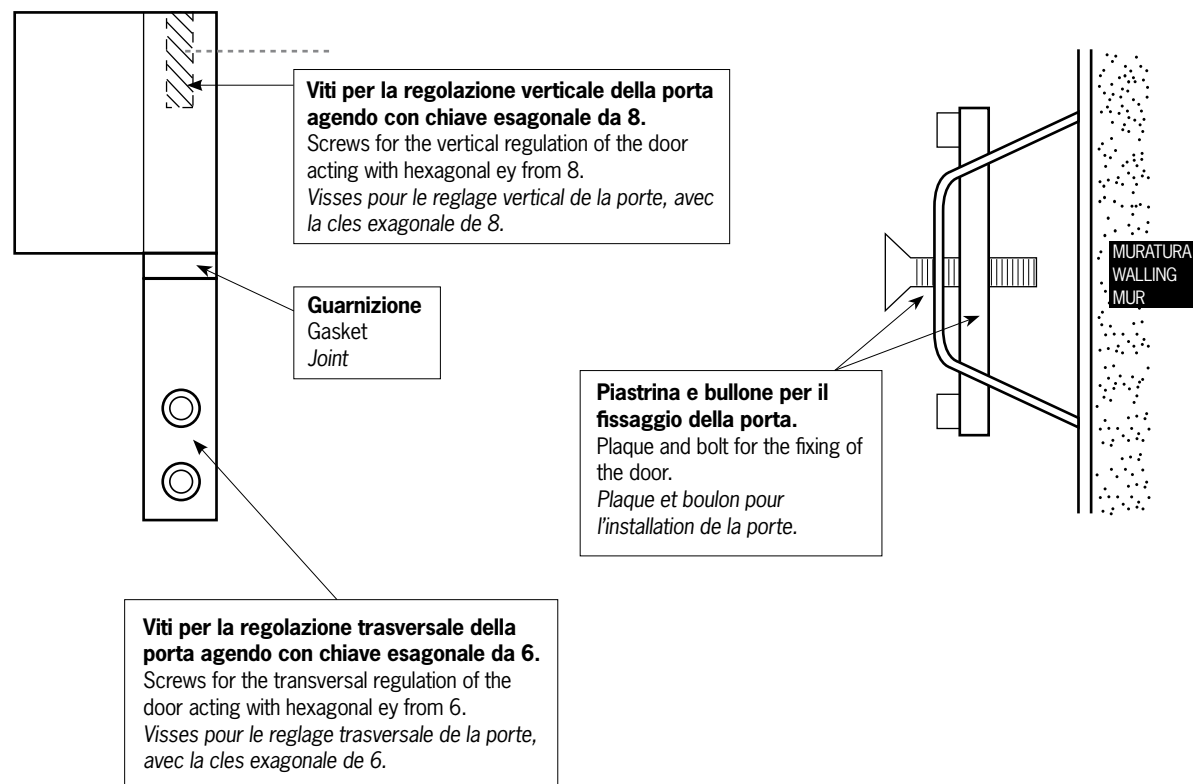 Viti per la regolazione verticale della porta
agendo con chiave esagonale da 8.
Screws for the vertical regulation of the door
acting with hexagonal ey from 8.
Visses pour le reglage vertical de la porte, avec
la cles exagonale de 8.
Guarnizione
Gasket
Joint
Viti per la regolazione trasversale della
porta agendo con chiave esagonale da 6.
Screws for the transversal regulation of the
door acting with hexagonal ey from 6.
Visses pour le reglage trasversale de la porte,
avec la cles exagonale de 6.
Piastrina e bullone per il
fissaggio della porta.
Plaque and bolt for the fixing of
the door.
Plaque et boulon pour
l'installation de la porte.
MURATURA
WALLING
MUR